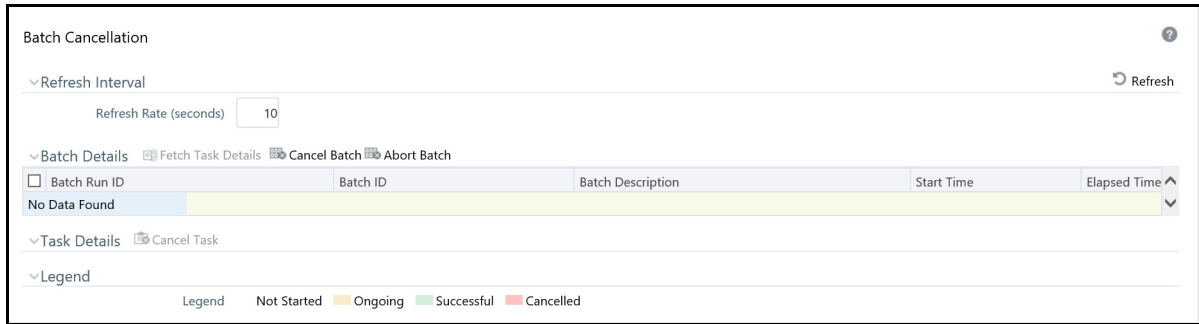 Batch Cancellation
Refresh Interval Refresh
Refresh Rate (seconds) 10
Batch Details Fetch Task Details Cancel Batch Abort Batch
Batch Run ID Batch ID Batch Description Start Time Elapsed Time
No Data Found
Task Details Cancel Task
Legend
Legend Not Started Ongoing Successful Cancelled